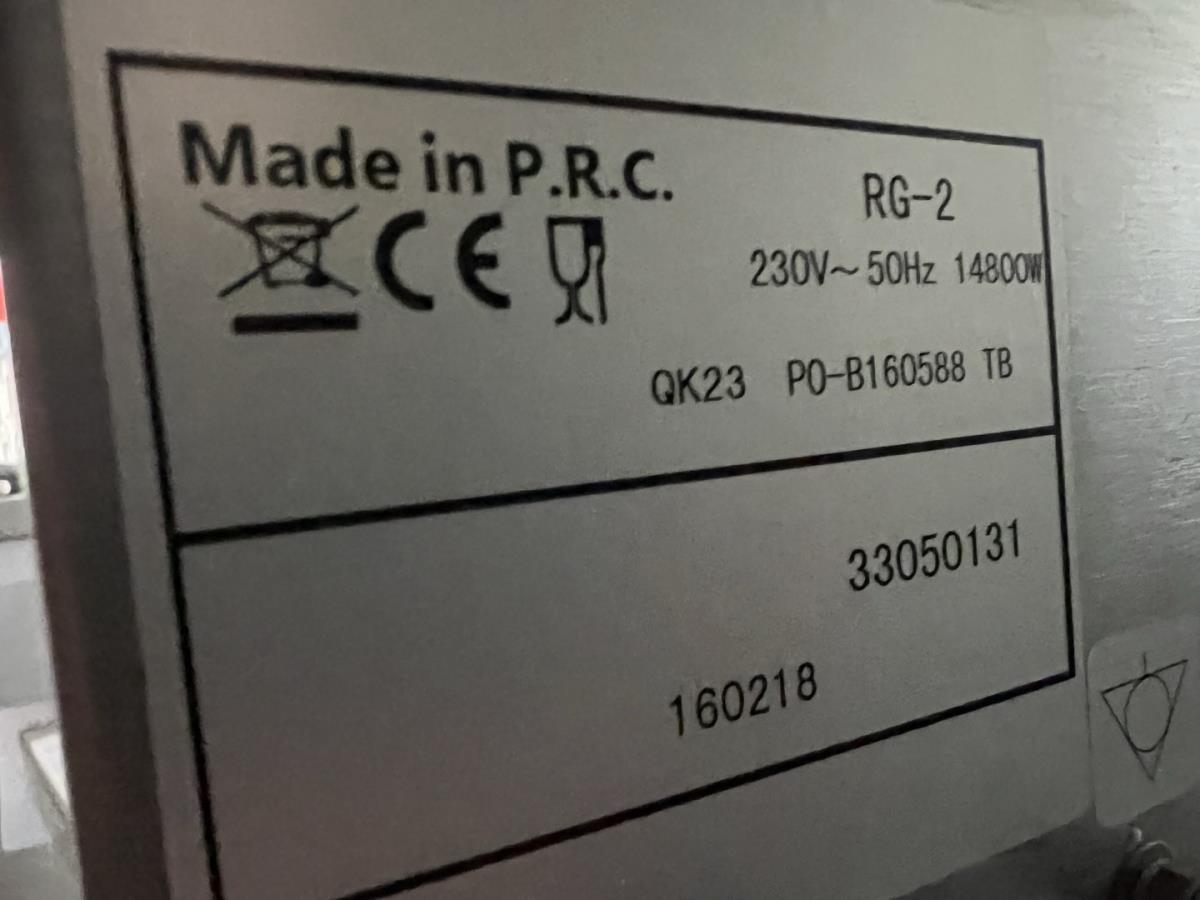 Made in P.R.C.
RG-2
CE
230V~ 50Hz 14800W
QK23 PO-B160588 TB
33050131
160218